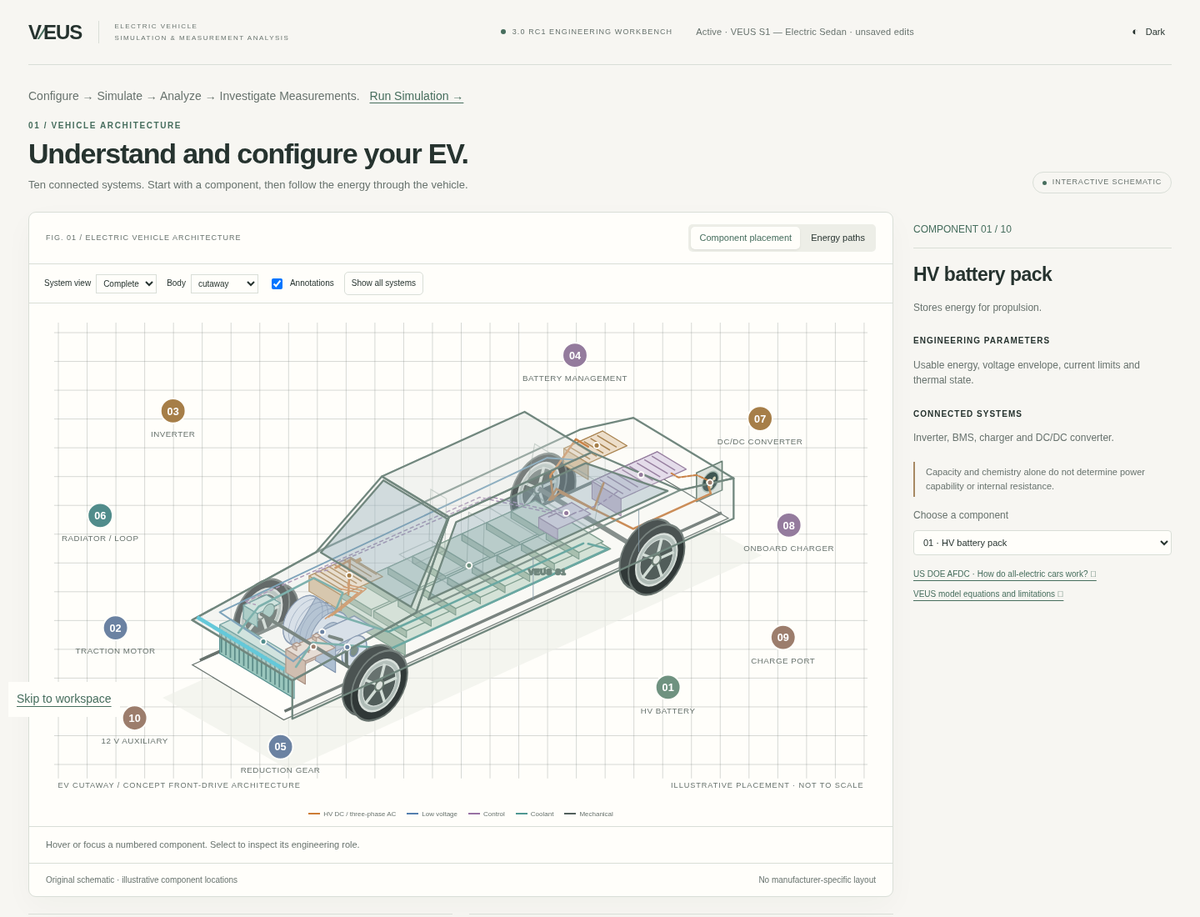 VEUS
ELECTRIC VEHICLE
SIMULATION & MEASUREMENT ANALYSIS
3.0 RC1 ENGINEERING WORKBENCH
Active · VEUS S1 — Electric Sedan · unsaved edits
Dark
Configure → Simulate → Analyze → Investigate Measurements. Run Simulation →
01 / VEHICLE ARCHITECTURE
Understand and configure your EV.
Ten connected systems. Start with a component, then follow the energy through the vehicle.
INTERACTIVE SCHEMATIC
FIG. 01 / ELECTRIC VEHICLE ARCHITECTURE
Component placement
Energy paths
System view
Complete
Body
cutaway
Annotations
Show all systems
04
BATTERY MANAGEMENT
03
INVERTER
07
DC/DC CONVERTER
06
RADIATOR / LOOP
08
ONBOARD CHARGER
VEUS S1
02
TRACTION MOTOR
09
CHARGE PORT
01
HV BATTERY
Skip to workspace
10
12 V AUXILIARY
05
REDUCTION GEAR
EV CUTAWAY / CONCEPT FRONT-DRIVE ARCHITECTURE
ILLUSTRATIVE PLACEMENT · NOT TO SCALE
HV DC / three-phase AC
Low voltage
Control
Coolant
Mechanical
Hover or focus a numbered component. Select to inspect its engineering role.
Original schematic · illustrative component locations
No manufacturer-specific layout
COMPONENT 01 / 10
HV battery pack
Stores energy for propulsion.
ENGINEERING PARAMETERS
Usable energy, voltage envelope, current limits and
thermal state.
CONNECTED SYSTEMS
Inverter, BMS, charger and DC/DC converter.
Capacity and chemistry alone do not determine power
capability or internal resistance.
Choose a component
01 · HV battery pack
US DOE AFDC · How do all-electric cars work?
VEUS model equations and limitations